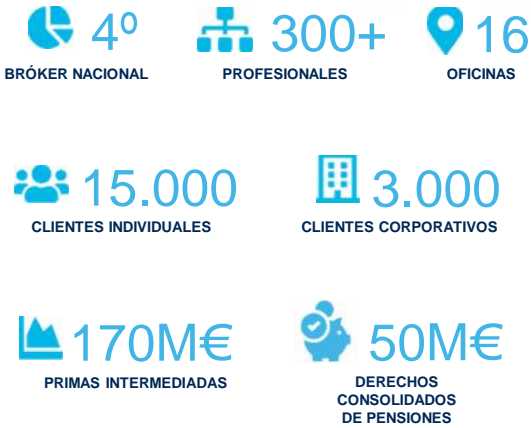 4º
BRÓKER NACIONAL
300+
PROFESIONALES
16
OFICINAS
15.000
CLIENTES INDIVIDUALES
3.000
CLIENTES CORPORATIVOS
170M€
PRIMAS INTERMEDIADAS
50M€
DERECHOS
CONSOLIDADOS
DE PENSIONES